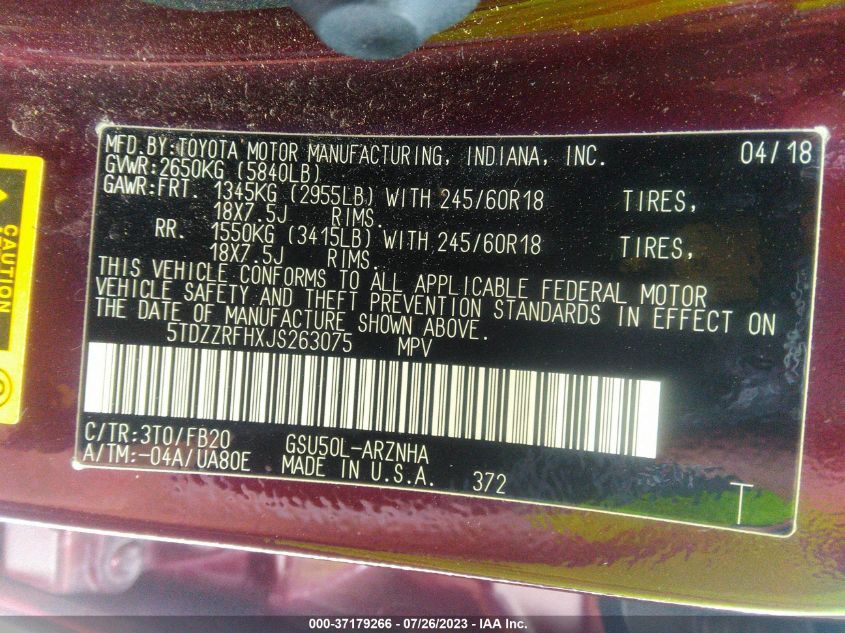 MFD.BY:TOYOTA MOTOR MANUFACTURING, INDIANA, INC. 04/18
GVWR:2650KG (5840LB)
GAWR:FRT. 1345KG (2955LB) WITH 245/60R18 TIRES,
18X7.5J RIMS.
RR. 1550KG (3415LB) WITH 245/60R18 TIRES,
18X7.5J RIMS.
THIS VEHICLE CONFORMS TO ALL APPLICABLE FEDERAL MOTOR
VEHICLE SAFETY AND THEFT PREVENTION STANDARDS IN EFFECT ON
THE DATE OF MANUFACTURE SHOWN ABOVE.
5TDZZRFHXJS263075 MPV
C/TR:3T0/FB20 GSU50L-ARZNHA
A/TM:-04A/UA80E MADE IN U.S.A. 372
T
CAUTION
000-37179266 - 07/26/2023 - IAA Inc.